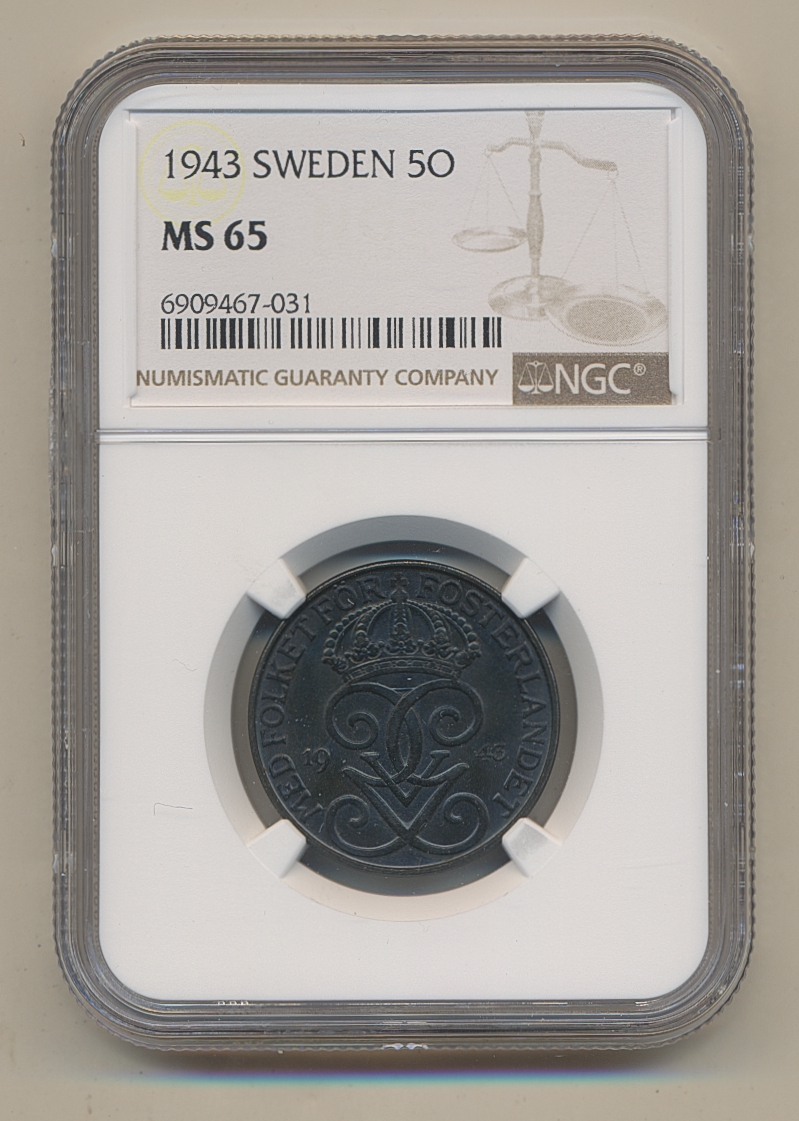 1943 SWEDEN 5O
MS 65
6909467-031
NUMISMATIC GUARANTY COMPANY
NGC®
MED FOLKET FÖR FOSTERLANDET
19 43